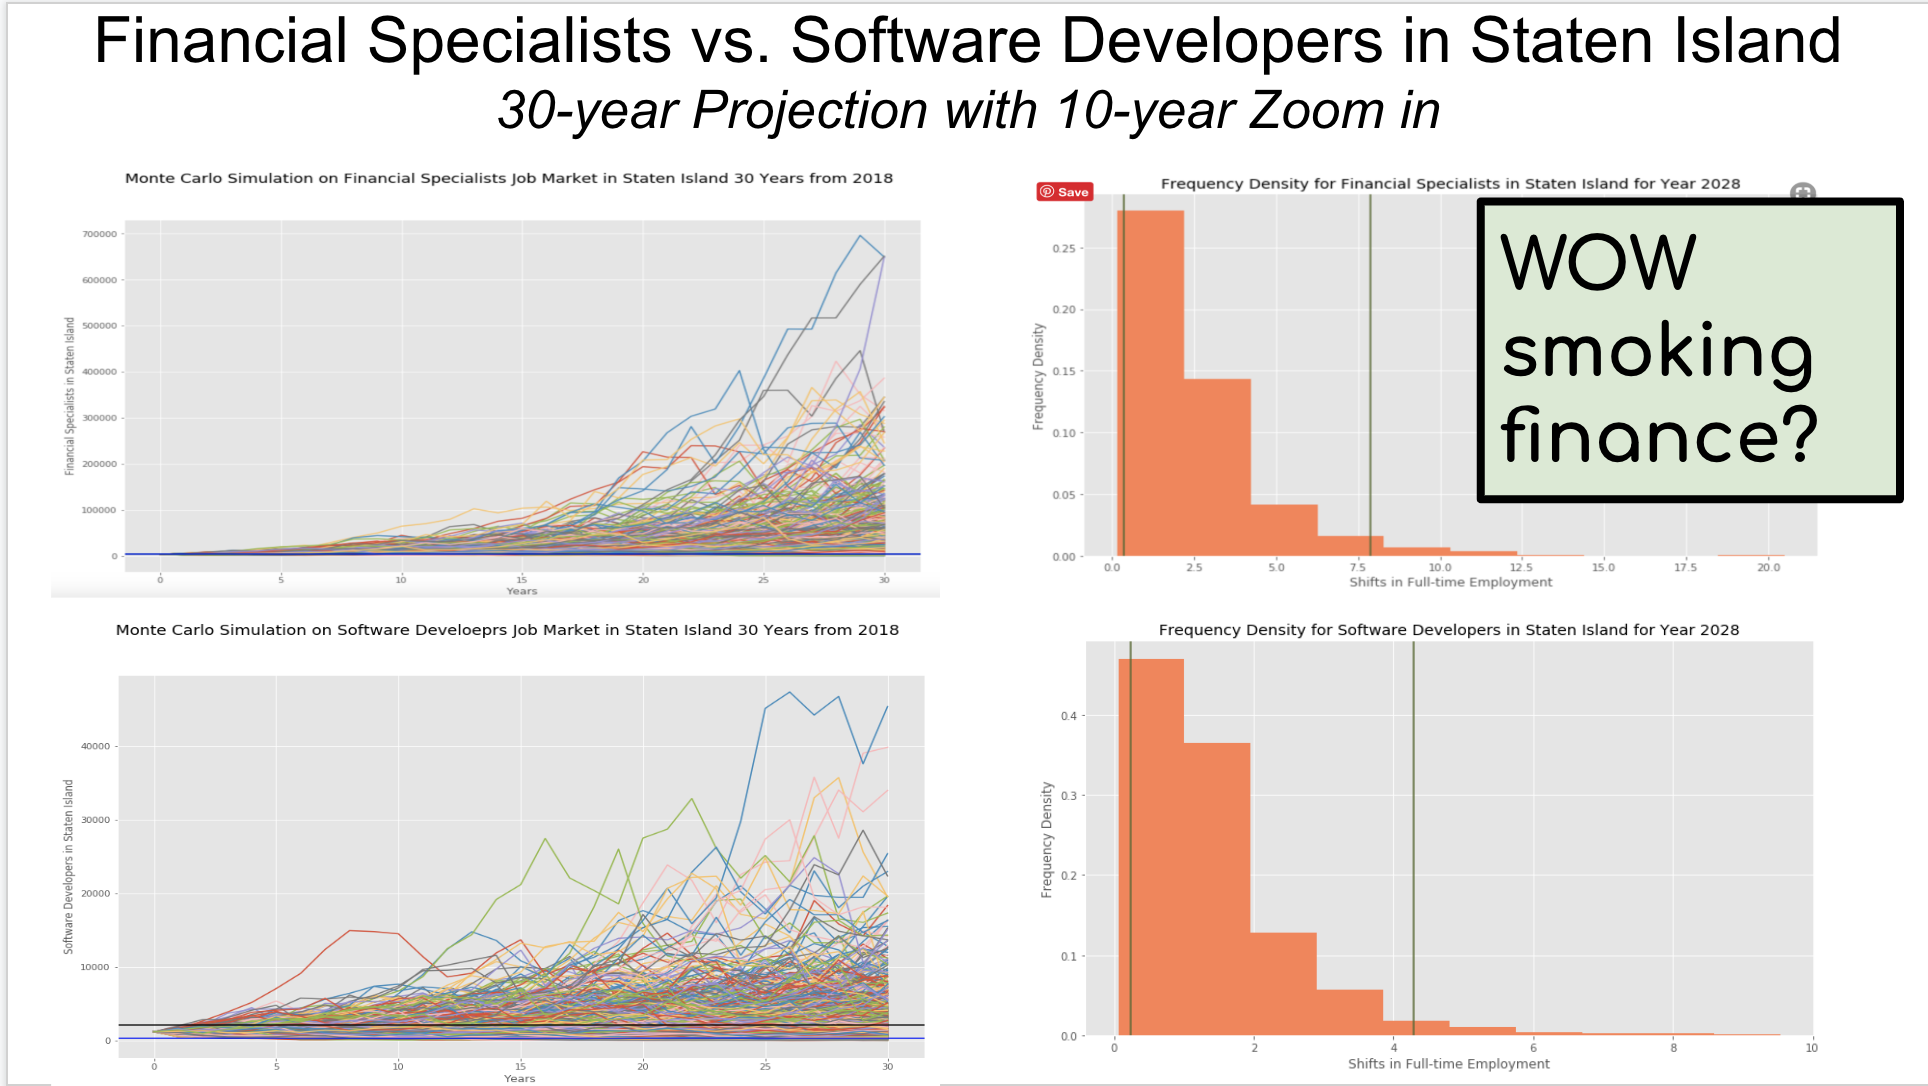 Financial Specialists vs. Software Developers in Staten Island
30-year Projection with 10-year Zoom in
Monte Carlo Simulation on Financial Specialists Job Market in Staten Island 30 Years from 2018
700000
600000
500000
400000
300000
200000
100000
0
Financial Specialists in Staten Island
0 5 10 15 20 25 30
Years
Save
Frequency Density for Financial Specialists in Staten Island for Year 2028
0.25
0.20
0.15
0.10
0.05
0.00
Frequency Density
0.0 2.5 5.0 7.5 10.0 12.5 15.0 17.5 20.0
Shifts in Full-time Employment
WOW
smoking
finance?
Monte Carlo Simulation on Software Develoeprs Job Market in Staten Island 30 Years from 2018
40000
30000
20000
10000
0
Software Developers in Staten Island
0 5 10 15 20 25 30
Years
Frequency Density for Software Developers in Staten Island for Year 2028
0.4
0.3
0.2
0.1
0.0
Frequency Density
0 2 4 6 8 10
Shifts in Full-time Employment